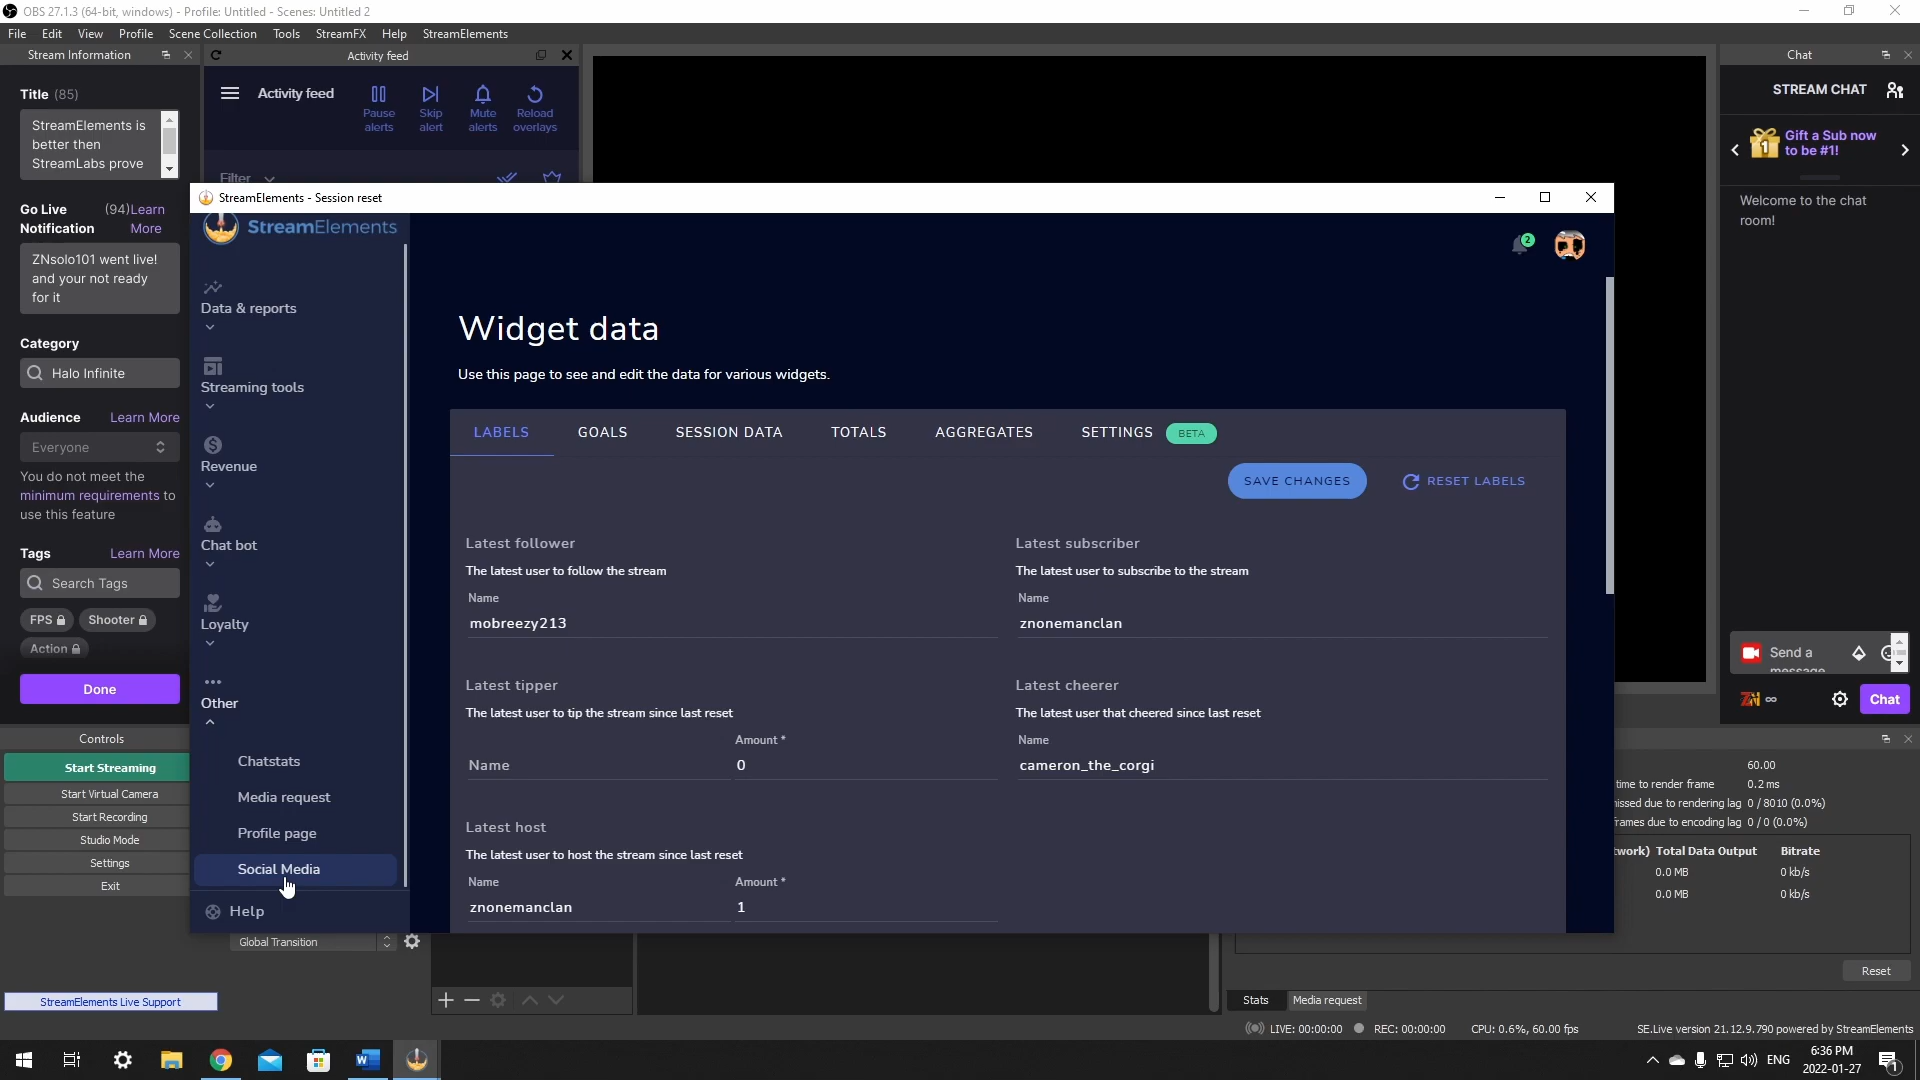 OBS 27.1.3 (64-bit, windows) - Profile: Untitled - Scenes: Untitled 2
File Edit View Profile Scene Collection Tools StreamFX Help StreamElements
Stream Information
Title (85)
StreamElements is
better then
StreamLabs prove
Go Live (94)Learn
Notification More
ZNsolo101 went live!
and your not ready
for it
Category
Halo Infinite
Audience Learn More
Everyone
You do not meet the
minimum requirements to
use this feature
Tags Learn More
Search Tags
FPS Shooter
Action
Done
Activity feed
Activity feed
Pause alerts
Skip alert
Mute alerts
Reload overlays
Filter
Chat
STREAM CHAT
1
Gift a Sub now
to be #1!
Welcome to the chat
room!
Send a
message
Chat
StreamElements - Session reset
StreamElements
2
Data & reports
Streaming tools
Revenue
Chat bot
Loyalty
Other
Chatstats
Media request
Profile page
Social Media
Help
Widget data
Use this page to see and edit the data for various widgets.
LABELS GOALS SESSION DATA TOTALS AGGREGATES SETTINGS BETA
SAVE CHANGES RESET LABELS
Latest follower
The latest user to follow the stream
Name
mobreezy213
Latest subscriber
The latest user to subscribe to the stream
Name
znonemanclan
Latest tipper
The latest user to tip the stream since last reset
Amount *
Name 0
Latest cheerer
The latest user that cheered since last reset
Name
cameron_the_corgi
Latest host
The latest user to host the stream since last reset
Name Amount *
znonemanclan 1
Controls
Start Streaming
Start Virtual Camera
Start Recording
Studio Mode
Settings
Exit
StreamElements Live Support
Global Transition
60.00
time to render frame 0.2 ms
due to rendering lag 0 / 8010 (0.0%)
due to encoding lag 0 / 0 (0.0%)
Total Data Output Bitrate
0.0 MB 0 kb/s
0.0 MB 0 kb/s
Reset
Stats Media request
LIVE: 00:00:00 REC: 00:00:00 CPU: 0.6%, 60.00 fps SE.Live version 21.12.9.790 powered by StreamElements
ENG
6:36 PM
2022-01-27
1